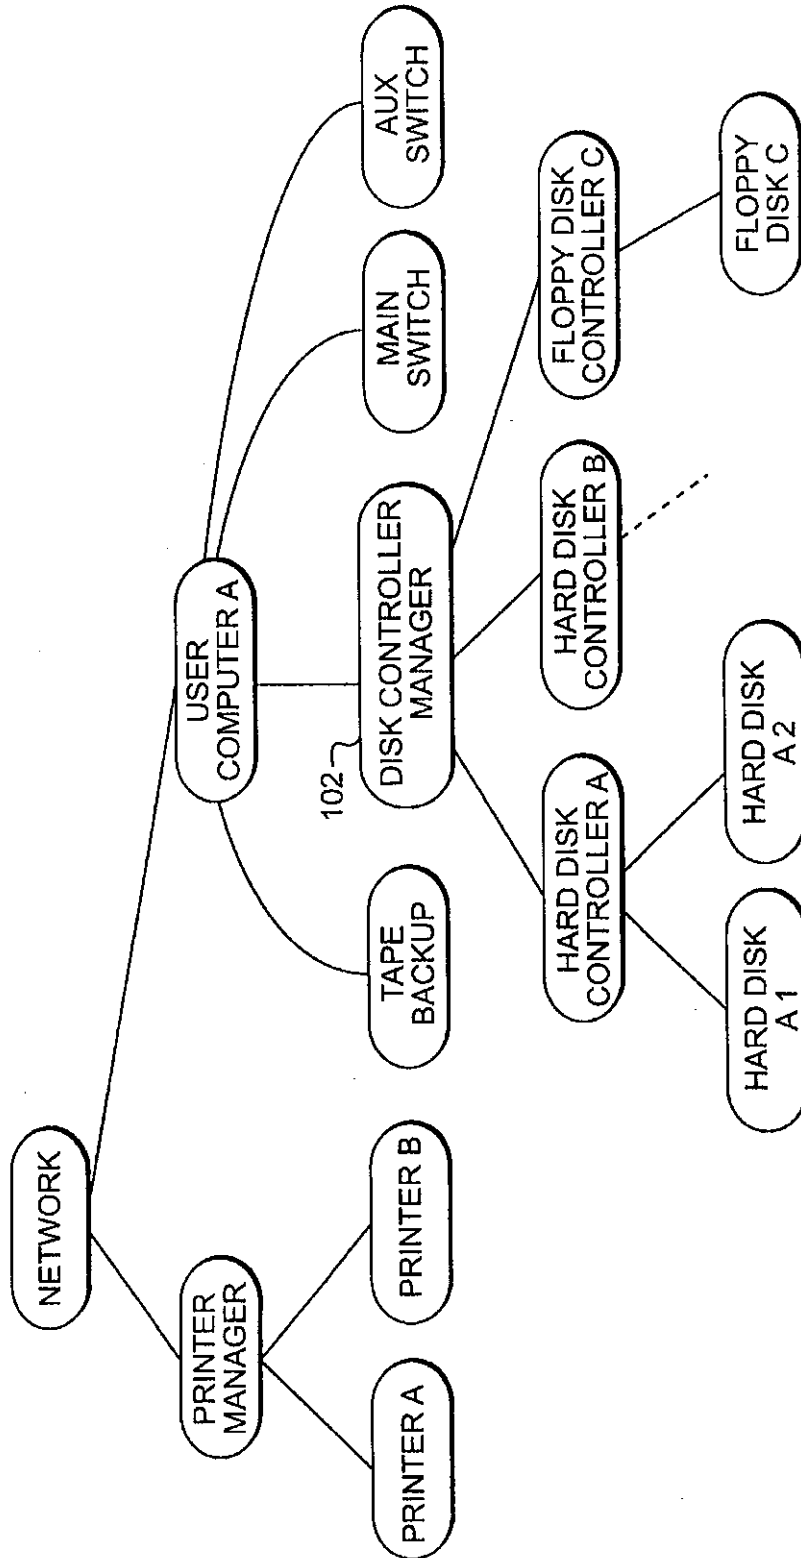 NETWORK
PRINTER
MANAGER
USER
COMPUTER A
PRINTER A
PRINTER B
TAPE
BACKUP
102
DISK CONTROLLER
MANAGER
MAIN
SWITCH
AUX
SWITCH
HARD DISK
CONTROLLER A
HARD DISK
CONTROLLER B
FLOPPY DISK
CONTROLLER C
HARD DISK
A 1
HARD DISK
A 2
FLOPPY
DISK C